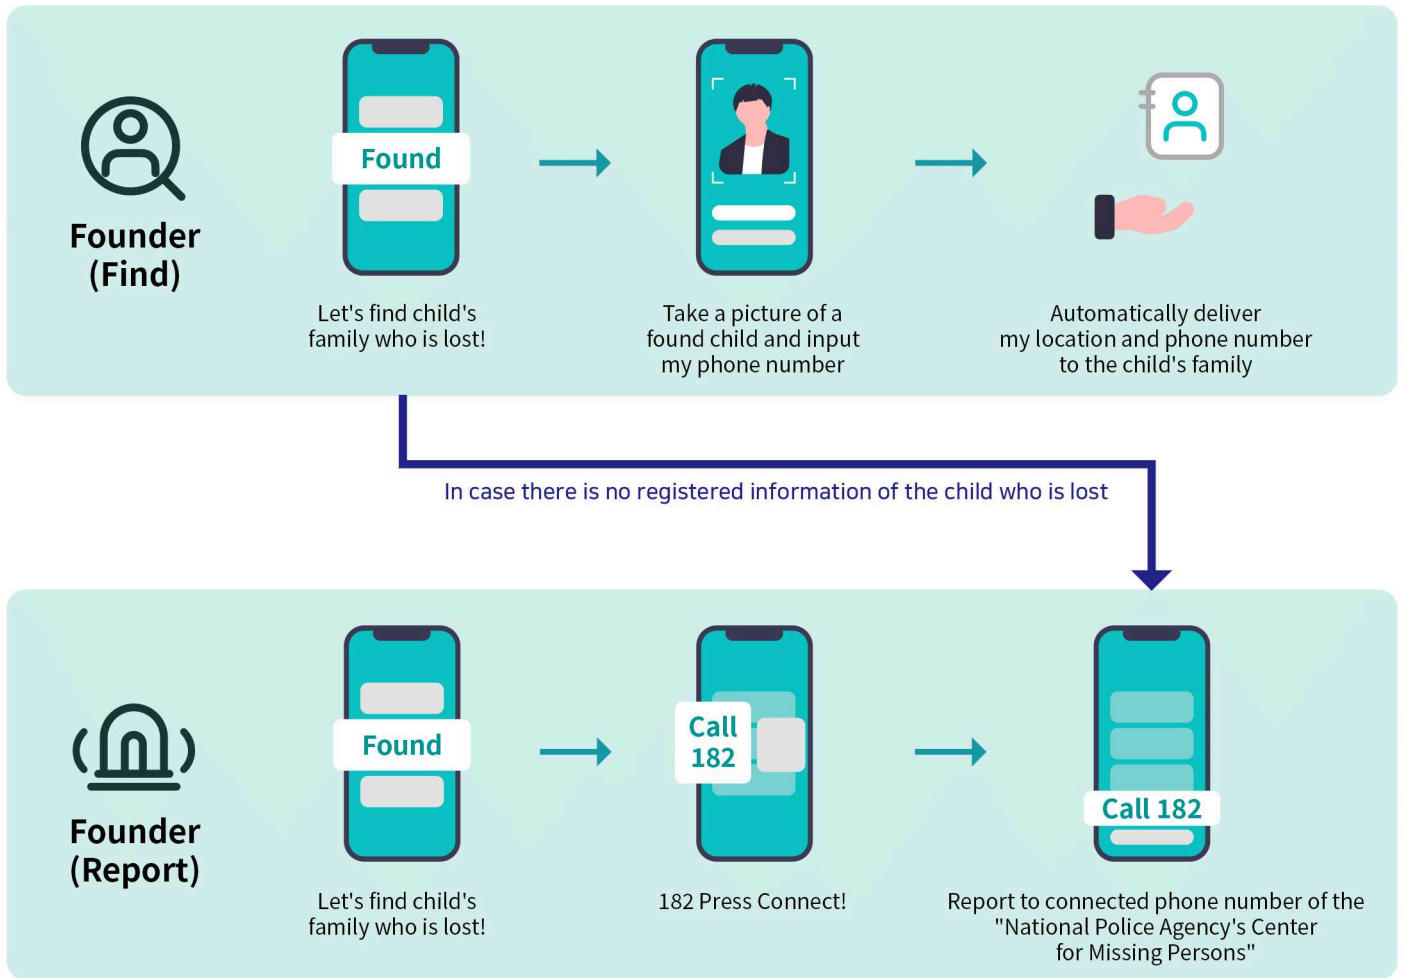 Founder
(Find)
Found
Let's find child's
family who is lost!
Take a picture of a
found child and input
my phone number
Automatically deliver
my location and phone number
to the child's family
In case there is no registered information of the child who is lost
Founder
(Report)
Found
Let's find child's
family who is lost!
Call
182
182 Press Connect!
Call 182
Report to connected phone number of the
"National Police Agency's Center
for Missing Persons"